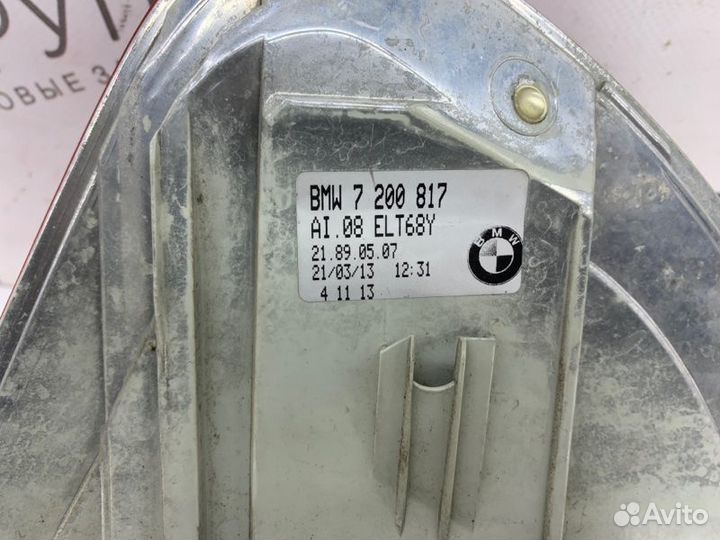 ОВЫЕ З
BMW 7 200 817
AI.08 ELT68Y
21.89.05.07
21/03/13 12:31
4 11 13
BMW
Avito